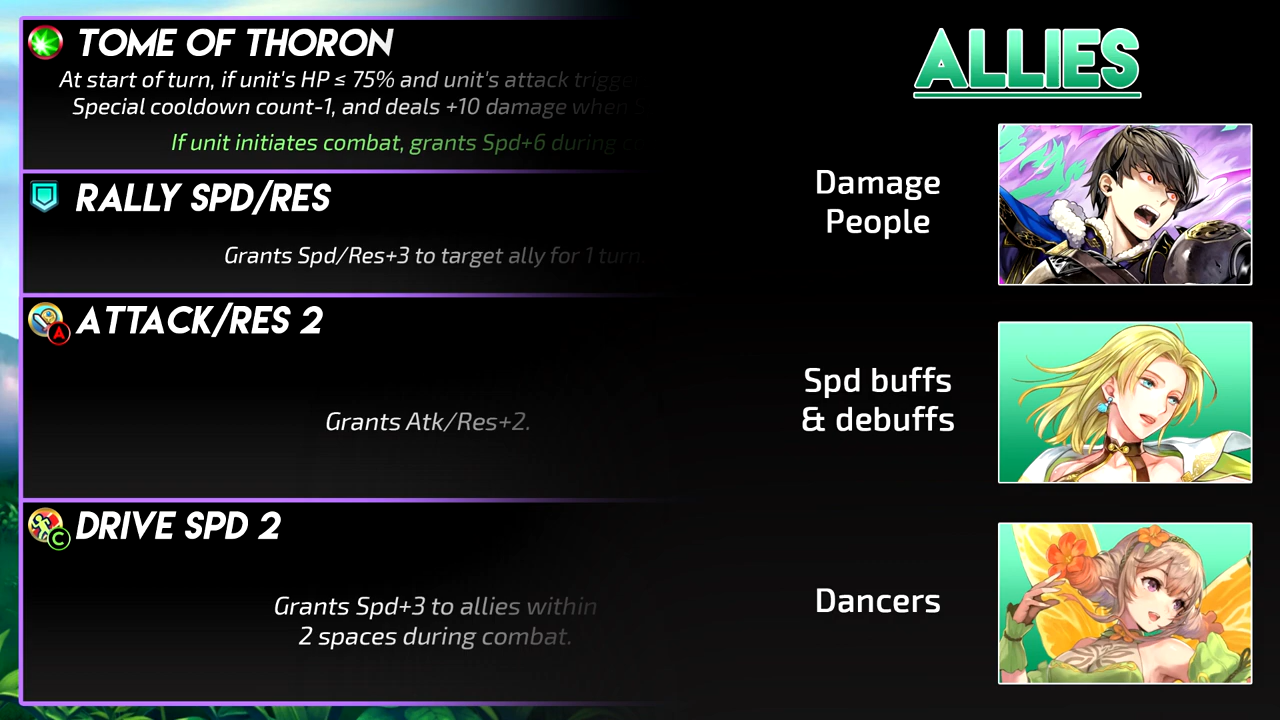 TOME OF THORON
At start of turn, if unit's HP ≤ 75% and unit's attack
Special cooldown count-1, and deals +10 damage when
If unit initiates combat, grants Spd+6 during
RALLY SPD/RES
Grants Spd/Res+3 to target ally for 1 turn.
ATTACK/RES 2
A
Grants Atk/Res+2.
DRIVE SPD 2
C
Grants Spd+3 to allies within
2 spaces during combat.
ALLIES
Damage
People
Spd buffs
& debuffs
Dancers